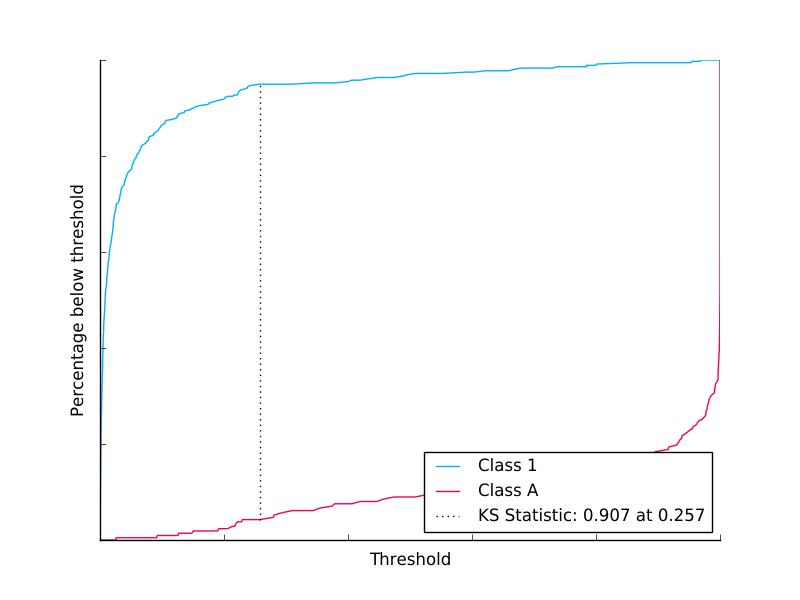 Percentage below threshold
Class 1
Class A
KS Statistic: 0.907 at 0.257
Threshold